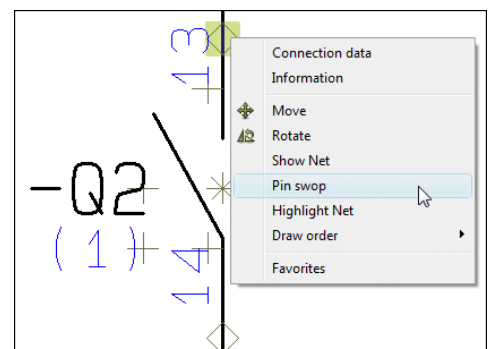 13
-Q2
(1)
14
Connection data
Information
Move
Rotate
Show Net
Pin swop
Highlight Net
Draw order
Favorites